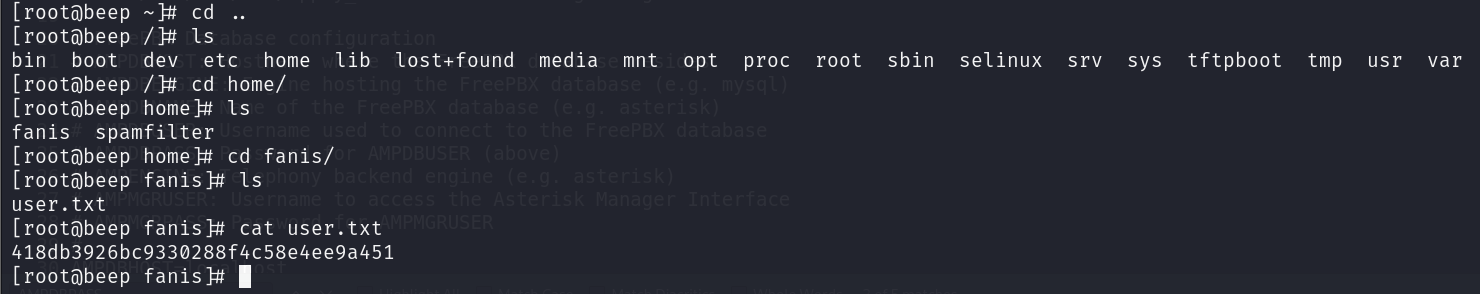 [root@beep ~]# cd ..
[root@beep /]# ls
bin boot dev etc home lib lost+found media mnt opt proc root sbin selinux srv sys tftpboot tmp usr var
[root@beep /]# cd home/
[root@beep home]# ls
fanis spamfilter
[root@beep home]# cd fanis/
[root@beep fanis]# ls
user.txt
[root@beep fanis]# cat user.txt
418db3926bc9330288f4c58e4ee9a451
[root@beep fanis]#